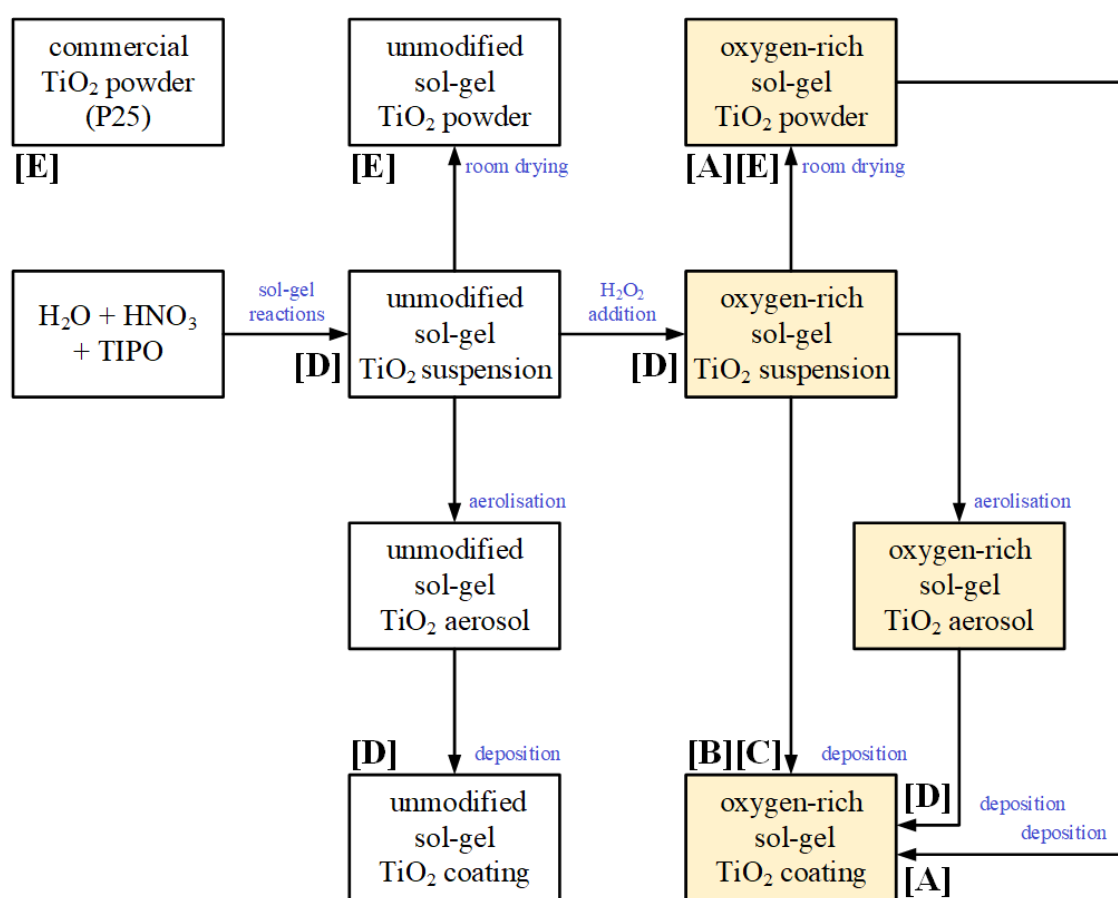 commercial
TiO₂ powder
(P25)
[E]
unmodified
sol-gel
TiO₂ powder
[E]
room drying
oxygen-rich
sol-gel
TiO₂ powder
[A][E]
room drying
H₂O + HNO₃
+ TIPO
sol-gel
reactions
[D]
unmodified
sol-gel
TiO₂ suspension
H₂O₂
addition
[D]
oxygen-rich
sol-gel
TiO₂ suspension
aerolisation
aerolisation
unmodified
sol-gel
TiO₂ aerosol
oxygen-rich
sol-gel
TiO₂ aerosol
[D]
deposition
[B][C]
deposition
unmodified
sol-gel
TiO₂ coating
oxygen-rich
sol-gel
TiO₂ coating
[D]
deposition
deposition
[A]